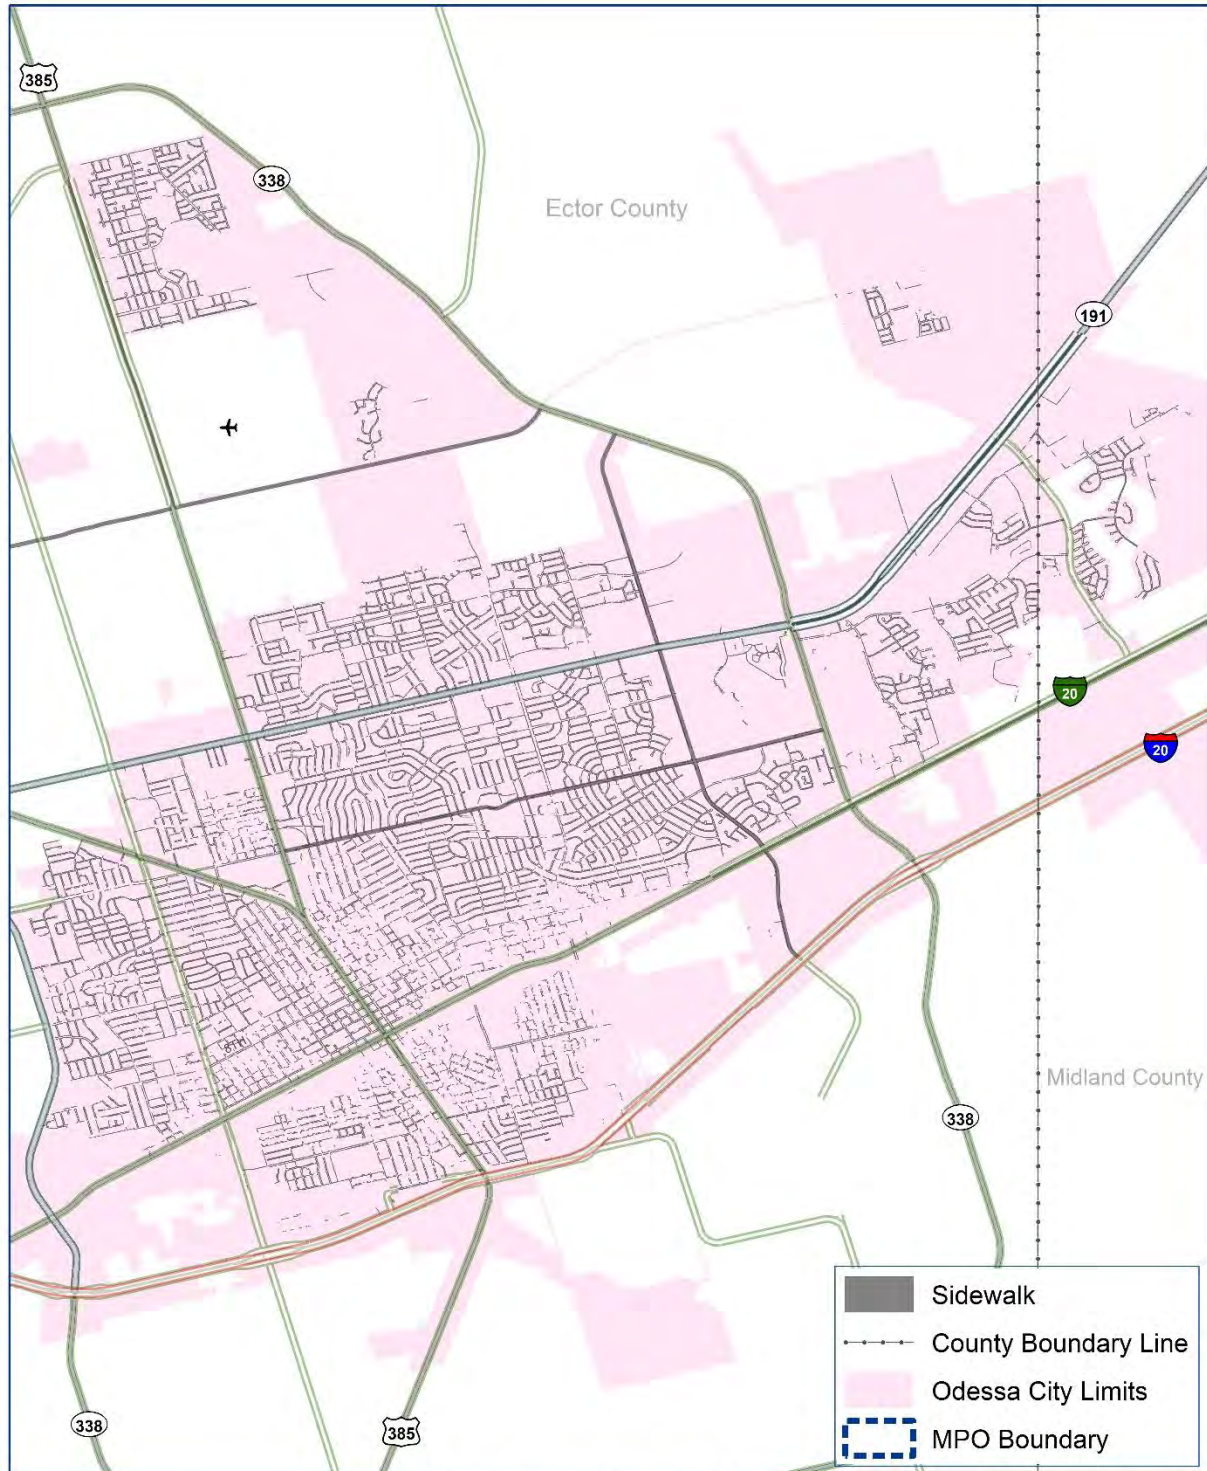 385
338
Ector County
191
20
20
8TH
Midland County
338
338
385
Sidewalk
County Boundary Line
Odessa City Limits
MPO Boundary